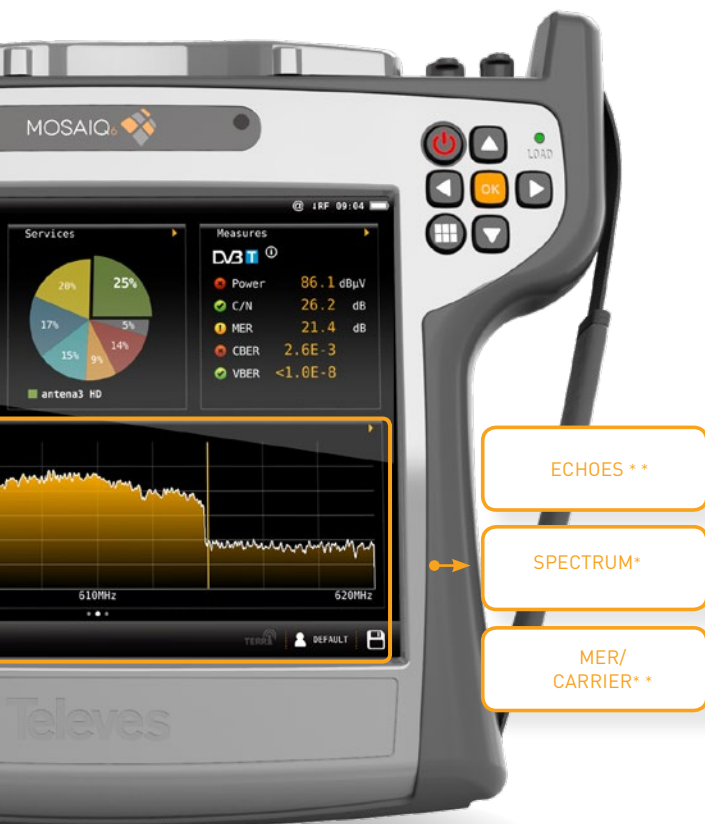 MOSAIQ6
LOAD
OK
@ ↓RF 09:04
Services
20%
25%
17%
5%
15%
9%
14%
antena3 HD
Measures
DVB T
Power 86.1 dBµV
C/N 26.2 dB
MER 21.4 dB
CBER 2.6E-3
VBER <1.0E-8
610MHz
620MHz
TERRA
DEFAULT
Televes
ECHOES * *
SPECTRUM*
MER/
CARRIER* *